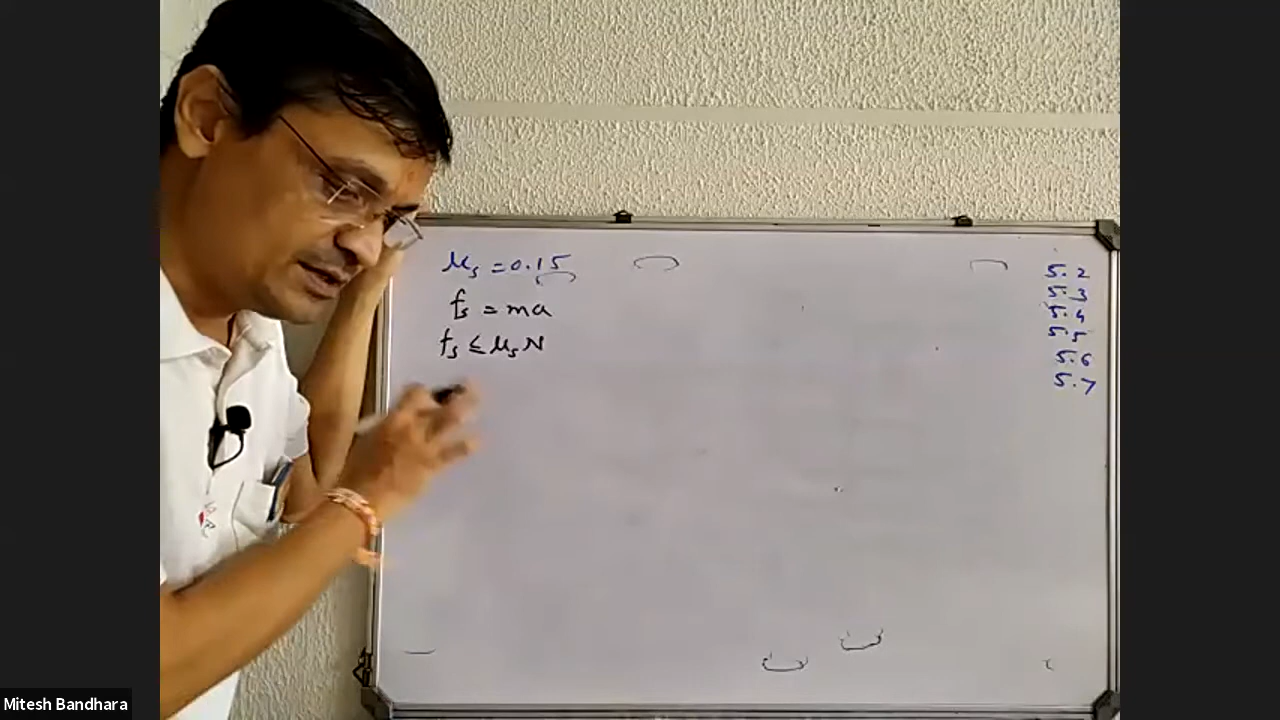 μs = 0.15
fs = ma
fs ≤ μsN
5.2
5.3
5.4
5.5
5.6
5.7
Mitesh Bandhara